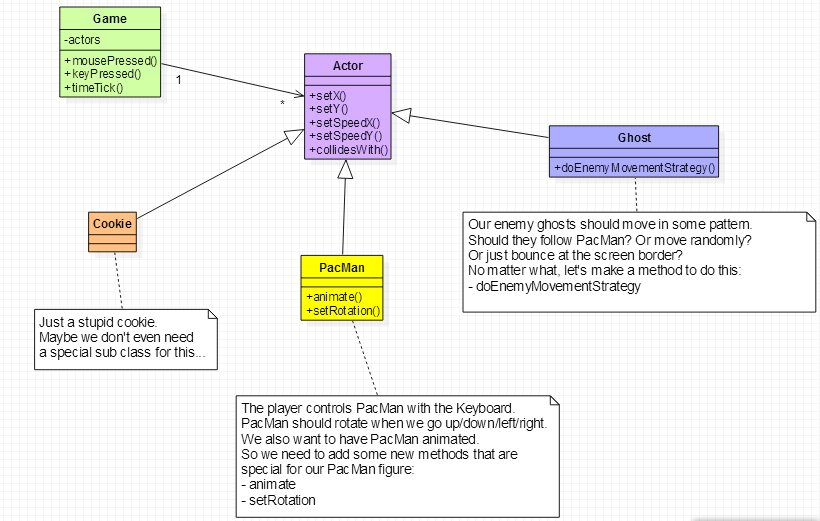 Game
-actors
+mousePressed()
+keyPressed()
+timeTick()
1
*
Actor
+setX()
+setY()
+setSpeedX()
+setSpeedY()
+collidesWith()
Ghost
+doEnemyMovementStrategy()
Our enemy ghosts should move in some pattern.
Should they follow PacMan? Or move randomly?
Or just bounce at the screen border?
No matter what, let's make a method to do this:
- doEnemyMovementStrategy
Cookie
Just a stupid cookie.
Maybe we don't even need
a special sub class for this...
PacMan
+animate()
+setRotation()
The player controls PacMan with the Keyboard.
PacMan should rotate when we go up/down/left/right.
We also want to have PacMan animated.
So we need to add some new methods that are
special for our PacMan figure:
- animate
- setRotation